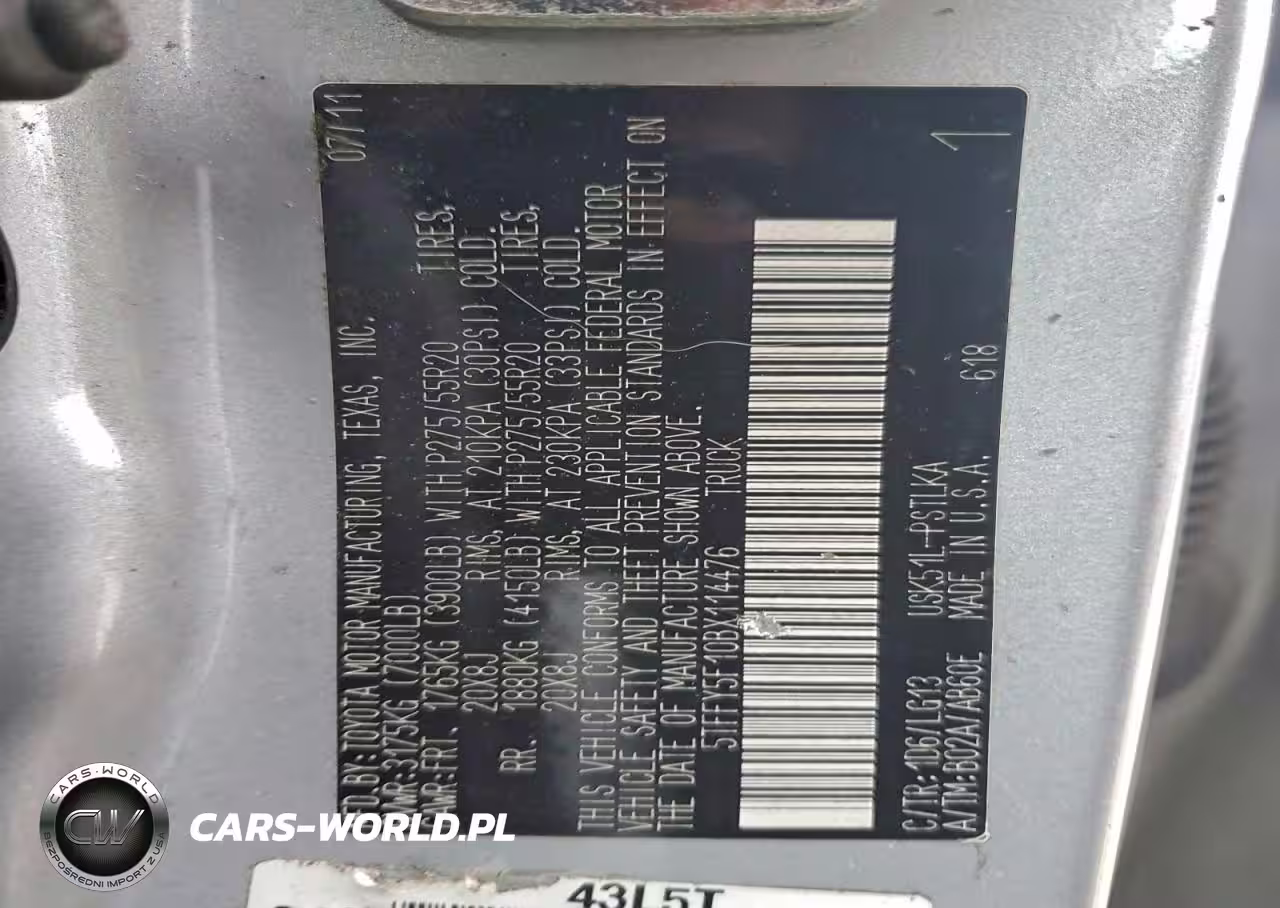 MFD.BY:TOYOTA MOTOR MANUFACTURING, TEXAS, INC. 07/11
GVWR:3175KG (7000LB)
GAWR:FRT. 1765KG (3900LB) WITH P275/55R20 TIRES,
20X8J RIMS, AT 210KPA (30PSI) COLD.
RR. 1880KG (4150LB) WITH P275/55R20 TIRES,
20X8J RIMS, AT 230KPA (33PSI) COLD.
THIS VEHICLE CONFORMS TO ALL APPLICABLE FEDERAL MOTOR
VEHICLE SAFETY AND THEFT PREVENTION STANDARDS IN EFFECT ON
THE DATE OF MANUFACTURE SHOWN ABOVE.
5TFFY5F10BX114476 TRUCK
C/TR:1D6/LG13 USK51L-PSTLKA 618 1
A/TM:B02A/AB60E MADE IN U.S.A.
43L5T
CARS-WORLD
CW
BEZPOŚREDNI IMPORT Z USA
CARS-WORLD.PL